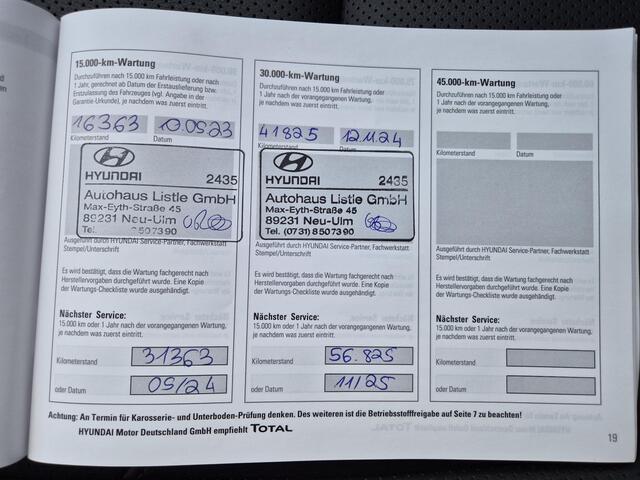 15.000-km-Wartung
Durchzuführen nach 15.000 km Fahrleistung oder nach
1 Jahr, gerechnet ab Datum der Erstauslieferung bzw.
Erstzulassung des Fahrzeuges (vgl. Angabe in der
Garantie-Urkunde), je nachdem was zuerst eintritt.
16363 10.09.23
Kilometerstand Datum
HYUNDAI 2435
Autohaus Listle GmbH
Max-Eyth-Straße 45
89231 Neu-Ulm
Tel. 8507390
Ausgeführt durch HYUNDAI Service-Partner, Fachwerkstatt
Stempel/Unterschrift
Es wird bestätigt, dass die Wartung fachgerecht nach
Herstellervorgaben durchgeführt wurde. Eine Kopie
der Wartungs-Checkliste wurde ausgehändigt.
Nächster Service:
15.000 km oder 1 Jahr nach der vorangegangenen Wartung,
je nachdem was zuerst eintritt.
Kilometerstand 31363
oder Datum 09/24
30.000-km-Wartung
Durchzuführen nach 15.000 km Fahrleistung oder
1 Jahr nach der vorangegangenen Wartung,
je nachdem was zuerst eintritt.
41825 12.11.24
Kilometerstand Datum
HYUNDAI 2435
Autohaus Listle GmbH
Max-Eyth-Straße 45
89231 Neu-Ulm
Tel. (0731) 8507390
Ausgeführt durch HYUNDAI Service-Partner, Fachwerkstatt
Stempel/Unterschrift
Es wird bestätigt, dass die Wartung fachgerecht nach
Herstellervorgaben durchgeführt wurde. Eine Kopie
der Wartungs-Checkliste wurde ausgehändigt.
Nächster Service:
15.000 km oder 1 Jahr nach der vorangegangenen Wartung,
je nachdem was zuerst eintritt.
Kilometerstand 56.825
oder Datum 11/25
45.000-km-Wartung
Durchzuführen nach 15.000 km Fahrleistung oder
1 Jahr nach der vorangegangenen Wartung,
je nachdem was zuerst eintritt.
Kilometerstand Datum
Ausgeführt durch HYUNDAI Service-Partner, Fachwerkstatt
Stempel/Unterschrift
Es wird bestätigt, dass die Wartung fachgerecht nach
Herstellervorgaben durchgeführt wurde. Eine Kopie
der Wartungs-Checkliste wurde ausgehändigt.
Nächster Service:
15.000 km oder 1 Jahr nach der vorangegangenen Wartung,
je nachdem was zuerst eintritt.
Kilometerstand
oder Datum
Achtung: An Termin für Karosserie- und Unterboden-Prüfung denken. Des weiteren ist die Betriebsstofffreigabe auf Seite 7 zu beachten!
HYUNDAI Motor Deutschland GmbH empfiehlt TOTAL
19